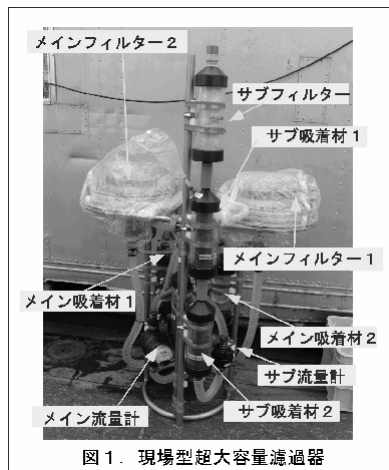 メインフィルター２
サブフィルター
サブ吸着材１
メインフィルター１
メイン吸着材１
メイン吸着材２
サブ流量計
メイン流量計
サブ吸着材２
図１．現場型超大容量濾過器